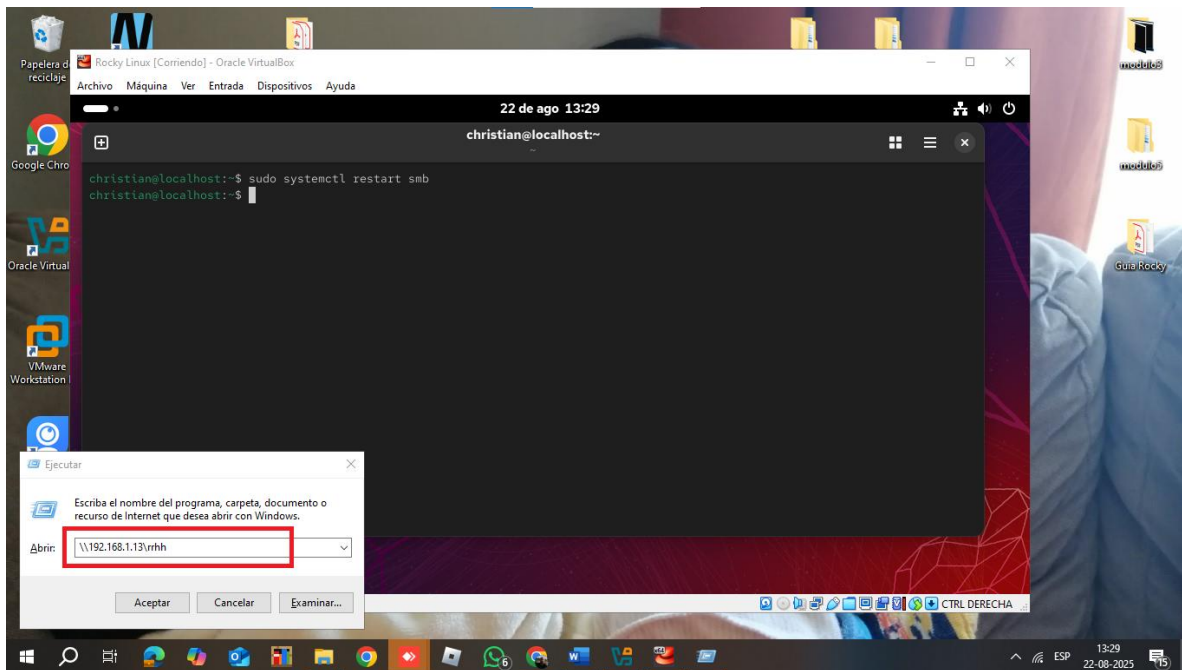 Papelera de
reciclaje
Google Chro
Oracle Virtual
VMware
Workstation
Rocky Linux [Corriendo] - Oracle VirtualBox
Archivo Máquina Ver Entrada Dispositivos Ayuda
22 de ago 13:29
christian@localhost:~
~
christian@localhost:~$ sudo systemctl restart smb
christian@localhost:~$
modulo3
modulo5
Guia Rocky
Ejecutar
Escriba el nombre del programa, carpeta, documento o
recurso de Internet que desea abrir con Windows.
Abrir: \\192.168.1.13\rrhh
Aceptar Cancelar Examinar...
CTRL DERECHA
6
ESP 13:29
22-08-2025
15